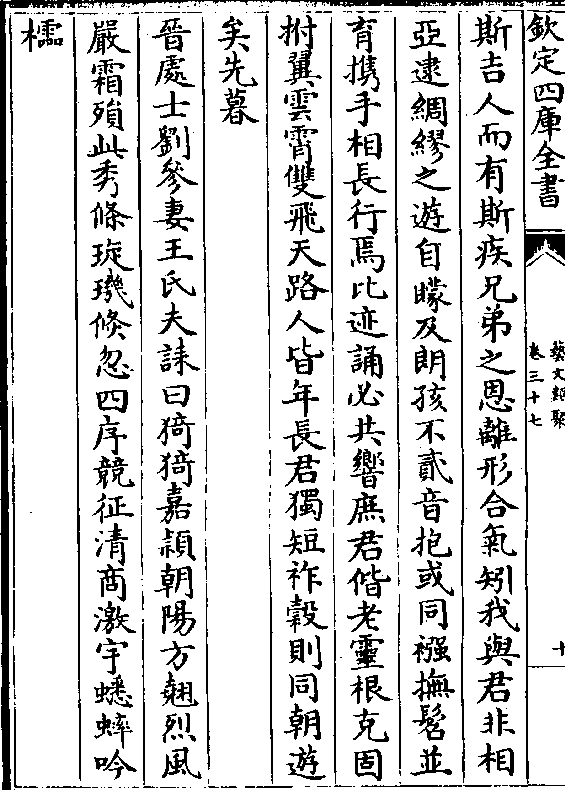 欽定四庫全書
藝文類聚
卷三十七
十
斯吉人而有斯疾兄弟之恩離形合氣矧我與君非相
亞逮綢繆之遊自矇及朗孩不貳音抱或同襁撫髫並
育携手相長行焉比迹誦必共響庶君偕老靈根克固
拊翼雲霄雙飛天路人皆年長君獨短祚穀則同朝遊
矣先暮
晉處士劉參妻王氏夫誄曰猗猗嘉頴朝陽方翹烈風
嚴霜殞此秀條琁璣倏忽四序競征清商激宇蟋蟀吟
櫺